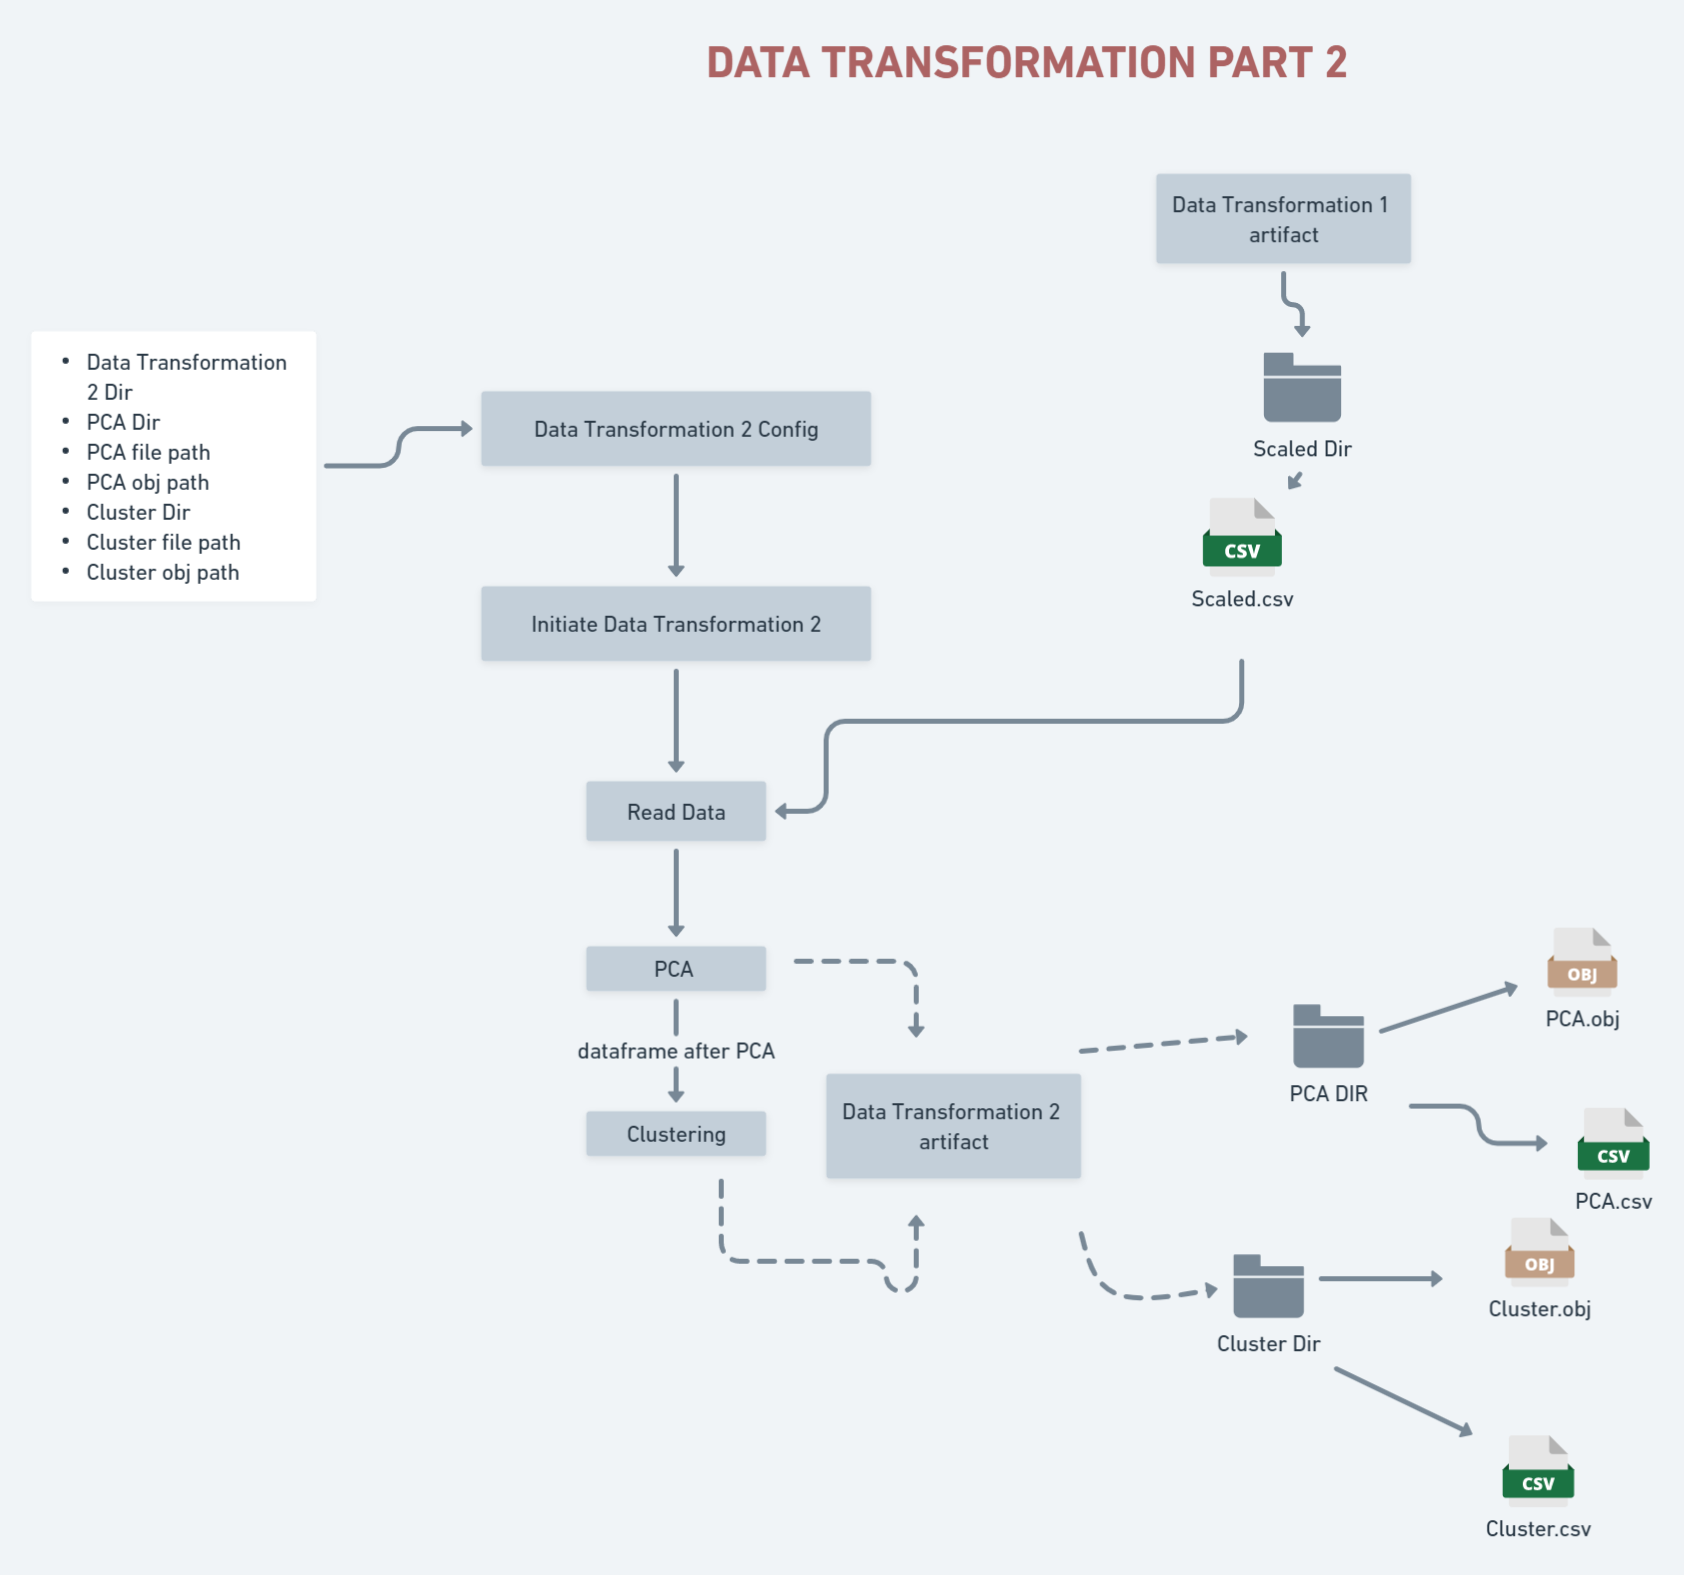 DATA TRANSFORMATION PART 2
Data Transformation 1
artifact
Scaled Dir
CSV
Scaled.csv
• Data Transformation
2 Dir
• PCA Dir
• PCA file path
• PCA obj path
• Cluster Dir
• Cluster file path
• Cluster obj path
Data Transformation 2 Config
Initiate Data Transformation 2
Read Data
PCA
dataframe after PCA
Clustering
Data Transformation 2
artifact
PCA DIR
OBJ
PCA.obj
CSV
PCA.csv
Cluster Dir
OBJ
Cluster.obj
CSV
Cluster.csv